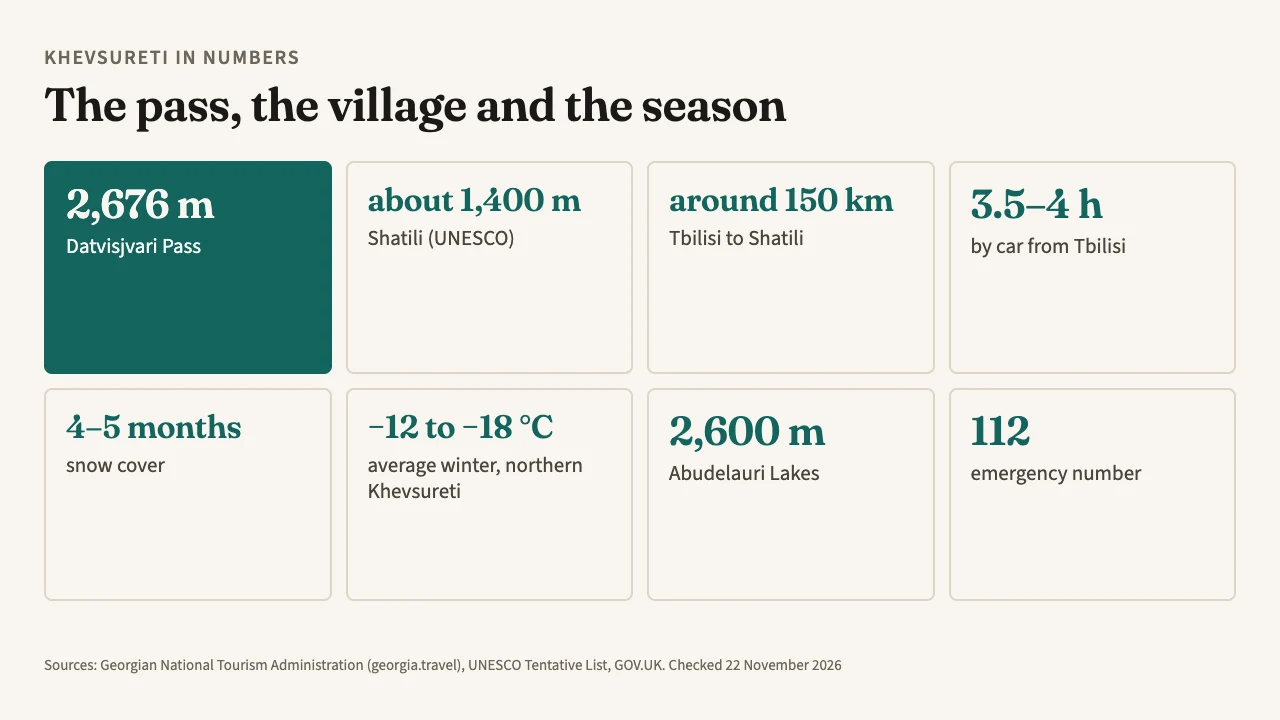 KHEVSURETI IN NUMBERS
The pass, the village and the season
2,676 m
Datvisjvari Pass
about 1,400 m
Shatili (UNESCO)
around 150 km
Tbilisi to Shatili
3.5–4 h
by car from Tbilisi
4–5 months
snow cover
−12 to −18 °C
average winter, northern
Khevsureti
2,600 m
Abudelauri Lakes
112
emergency number
Sources: Georgian National Tourism Administration (georgia.travel), UNESCO Tentative List, GOV.UK. Checked 22 November 2026